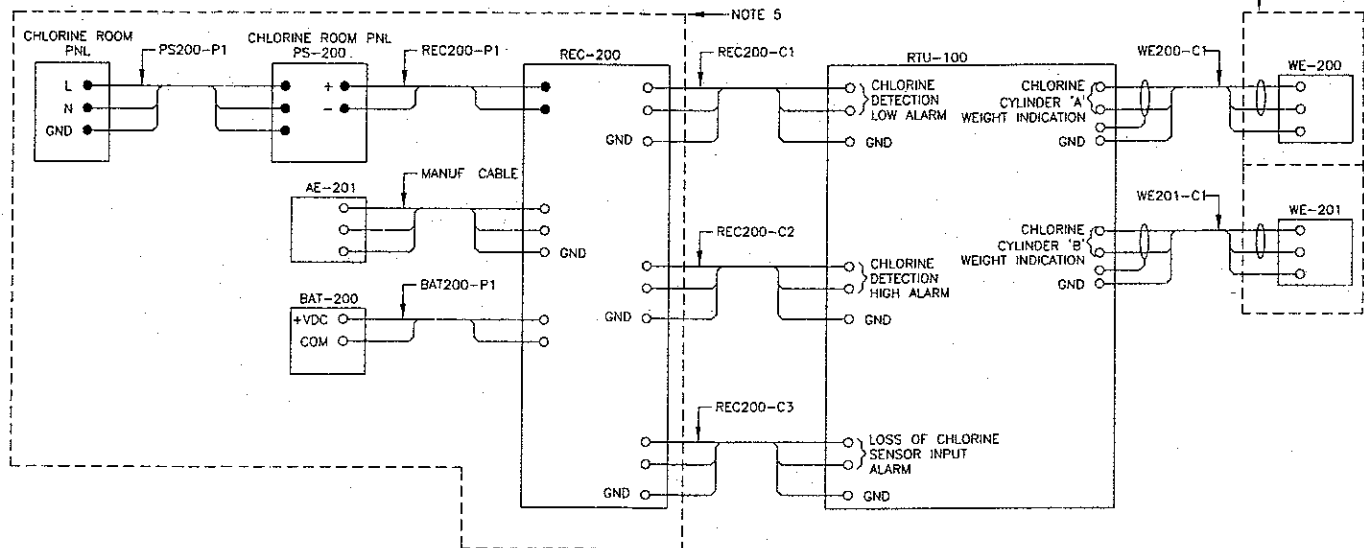 NOTE 5
CHLORINE ROOM
PNL
PS200-P1
CHLORINE ROOM PNL
PS-200
REC200-P1
REC-200
REC200-C1
RTU-100
WE200-C1
WE-200
L
N
GND
+
-
GND
CHLORINE
DETECTION
LOW ALARM
GND
CHLORINE
CYLINDER 'A'
WEIGHT INDICATION
GND
AE-201
MANUF CABLE
GND
WE201-C1
WE-201
REC200-C2
GND
CHLORINE
DETECTION
HIGH ALARM
GND
CHLORINE
CYLINDER 'B'
WEIGHT INDICATION
GND
BAT-200
BAT200-P1
+VDC
COM
REC200-C3
GND
LOSS OF CHLORINE
SENSOR INPUT
ALARM
GND